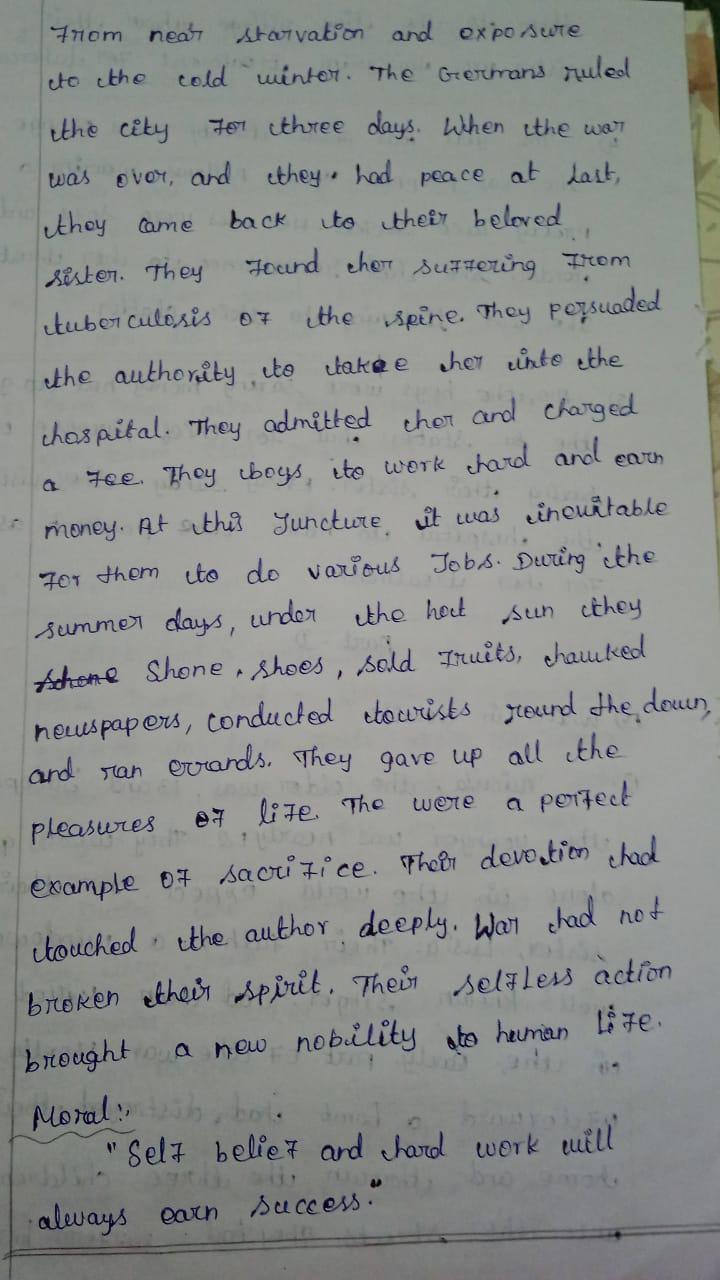 From near starvation and exposure
to the cold winter. The Germans ruled
the city for three days. When the war
was over, and they had peace at last,
they came back to their beloved
sister. They found her suffering from
tuberculosis of the spine. They persuaded
the authority to take her into the
hospital. They admitted her and charged
a fee. They boys, to work hard and earn
money. At this juncture, it was inevitable
for them to do various Jobs. During the
summer days, under the hot sun they
Shone, shoes, sold fruits, hawked
newspapers, conducted tourists round the down,
and ran errands. They gave up all the
pleasures of life. The were a perfect
example of sacrifice. Their devotion had
touched the author deeply. War had not
broken their spirit. Their selfless action
brought a new nobility to human life.
Moral:
"Self belief and hard work will
always earn success."